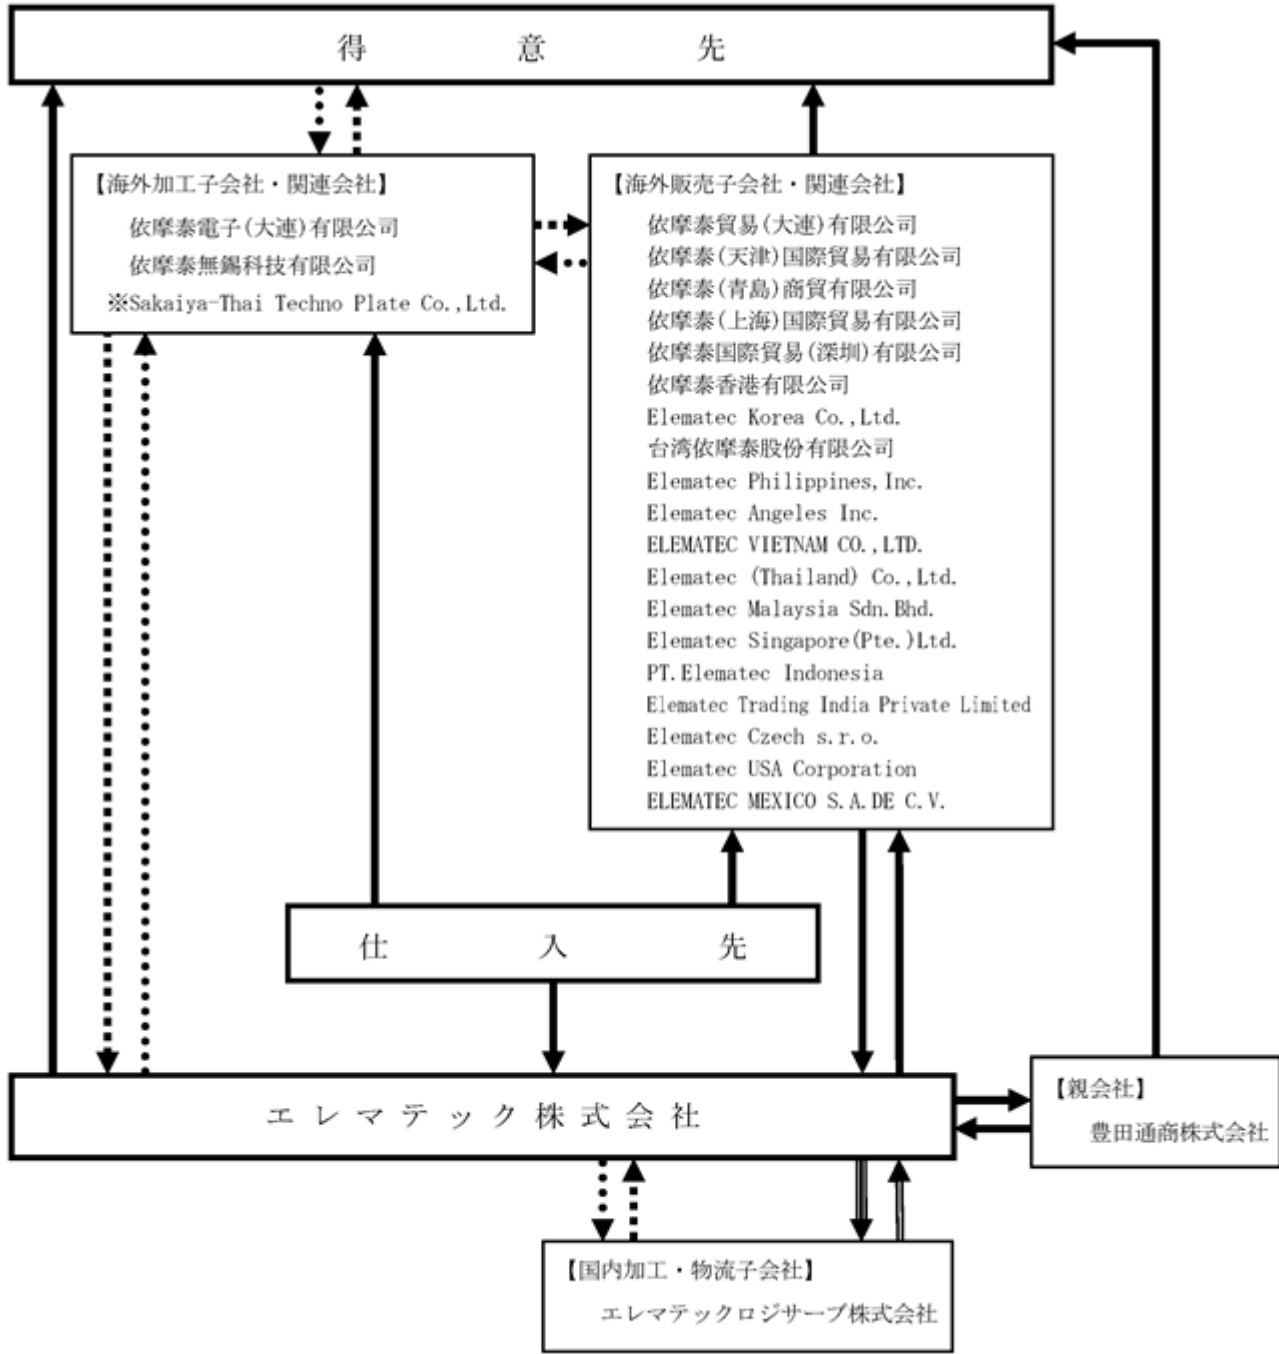 得意先
【海外加工子会社・関連会社】
依摩泰電子(大連)有限公司
依摩泰無錫科技有限公司
※Sakaiya-Thai Techno Plate Co.,Ltd.
【海外販売子会社・関連会社】
依摩泰貿易(大連)有限公司
依摩泰(天津)国際貿易有限公司
依摩泰(青島)商貿有限公司
依摩泰(上海)国際貿易有限公司
依摩泰国際貿易(深圳)有限公司
依摩泰香港有限公司
Elematec Korea Co.,Ltd.
台湾依摩泰股份有限公司
Elematec Philippines,Inc.
Elematec Angeles Inc.
ELEMATEC VIETNAM CO.,LTD.
Elematec (Thailand) Co.,Ltd.
Elematec Malaysia Sdn.Bhd.
Elematec Singapore(Pte.)Ltd.
PT.Elematec Indonesia
Elematec Trading India Private Limited
Elematec Czech s.r.o.
Elematec USA Corporation
ELEMATEC MEXICO S.A.DE C.V.
仕入先
エレマテック株式会社
【親会社】
豊田通商株式会社
【国内加工・物流子会社】
エレマテックロジサーブ株式会社